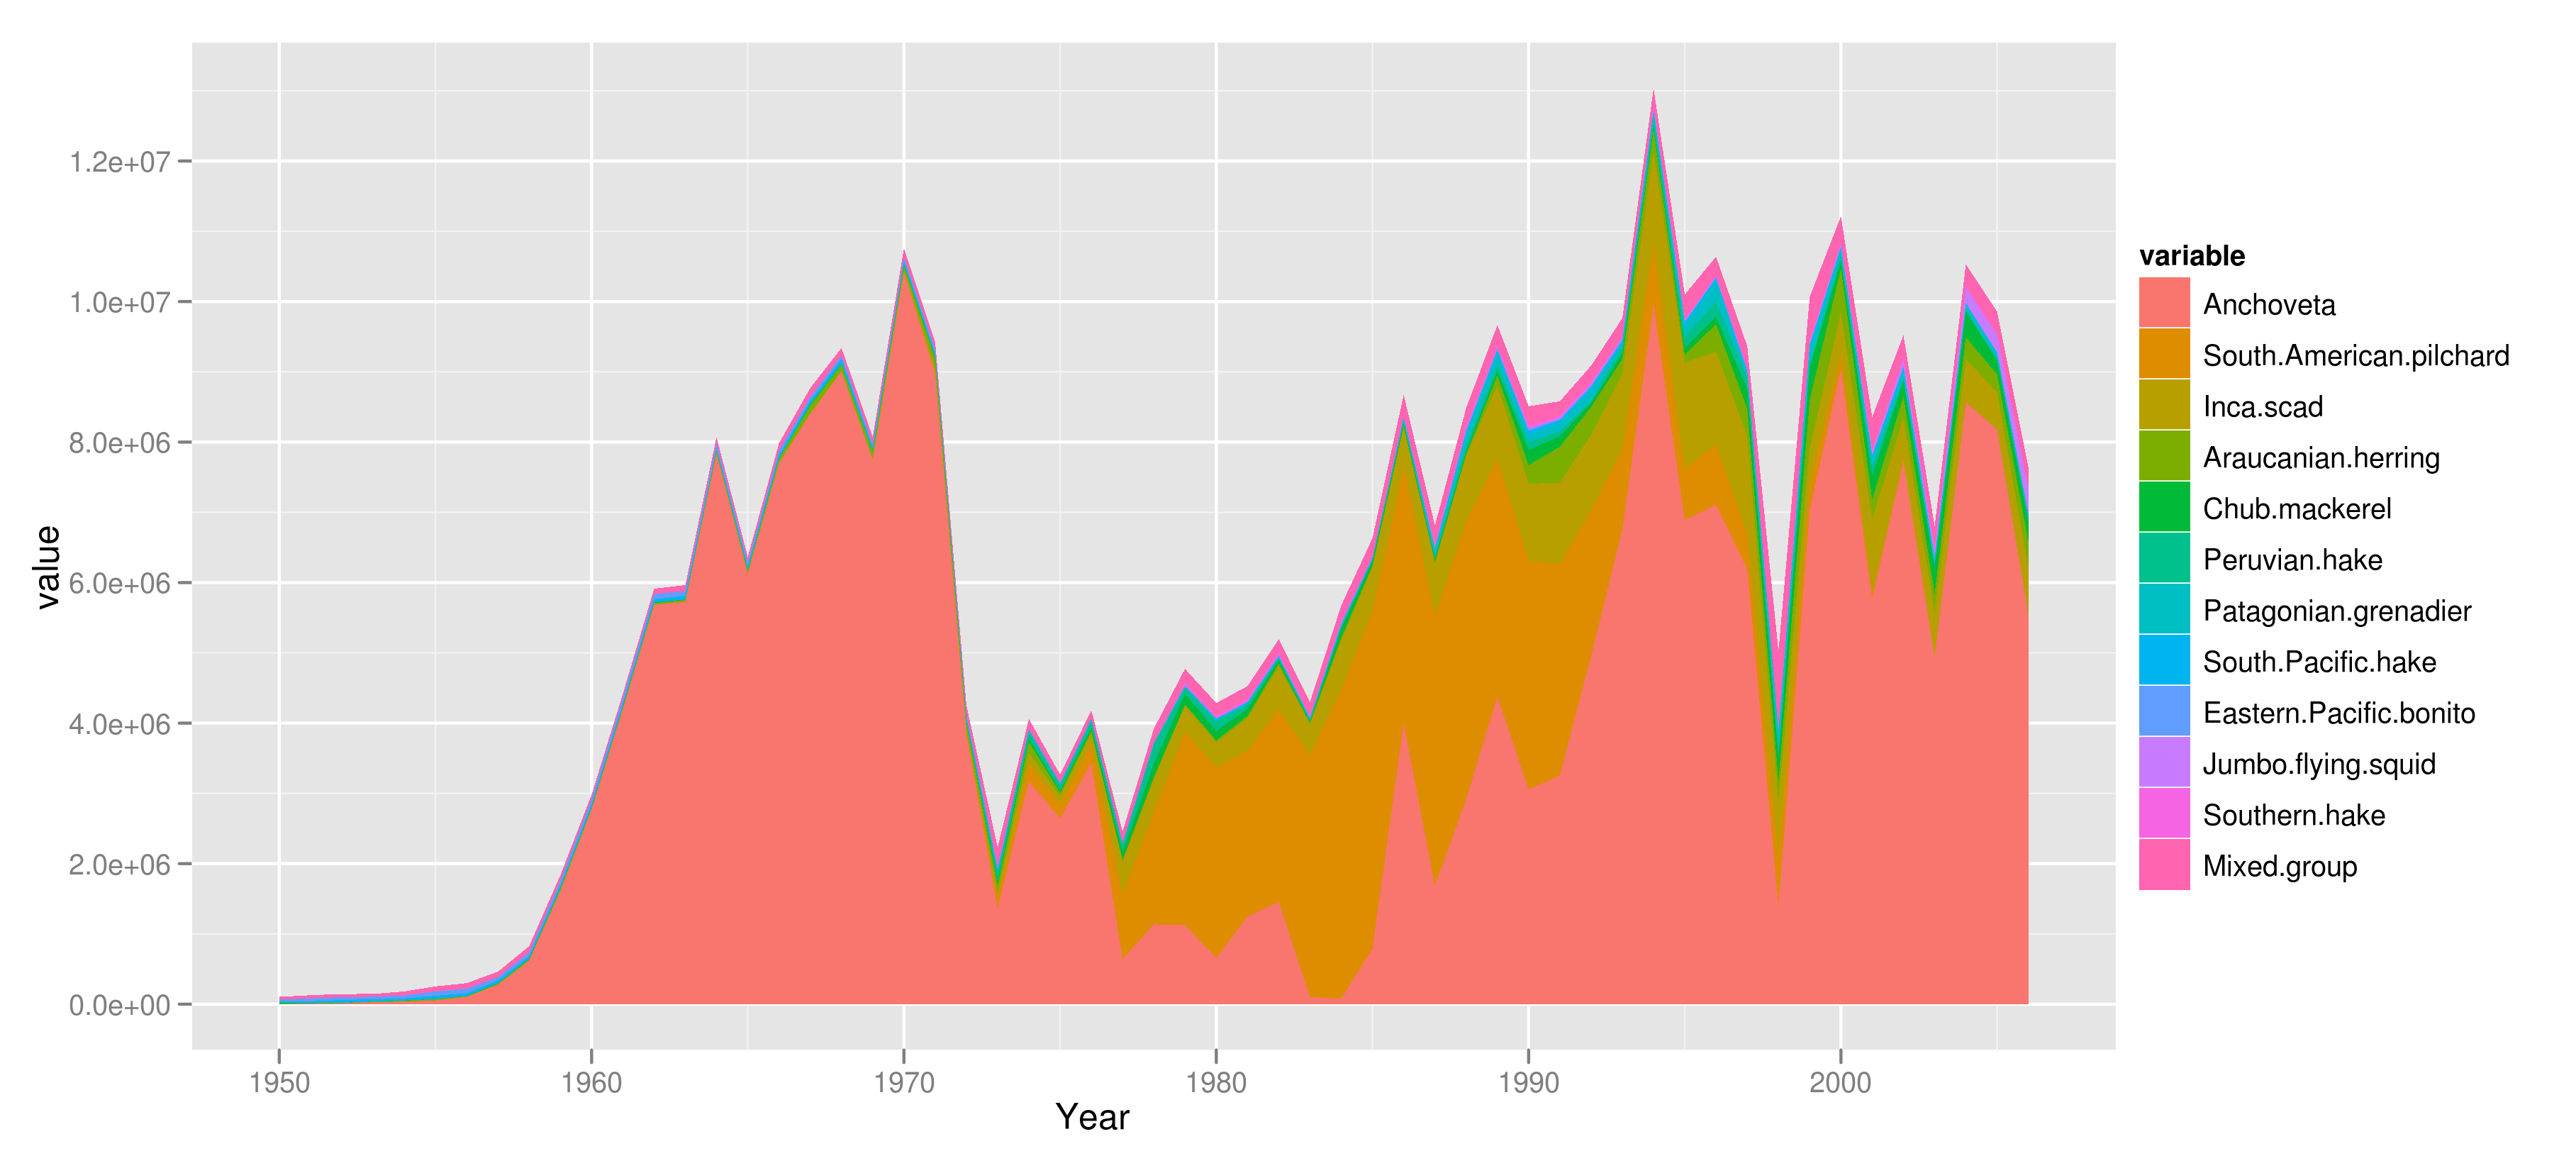 1.2e+07
1.0e+07
8.0e+06
6.0e+06
4.0e+06
2.0e+06
0.0e+00
value
1950 1960 1970 1980 1990 2000
Year
variable
Anchoveta
South.American.pilchard
Inca.scad
Araucanian.herring
Chub.mackerel
Peruvian.hake
Patagonian.grenadier
South.Pacific.hake
Eastern.Pacific.bonito
Jumbo.flying.squid
Southern.hake
Mixed.group